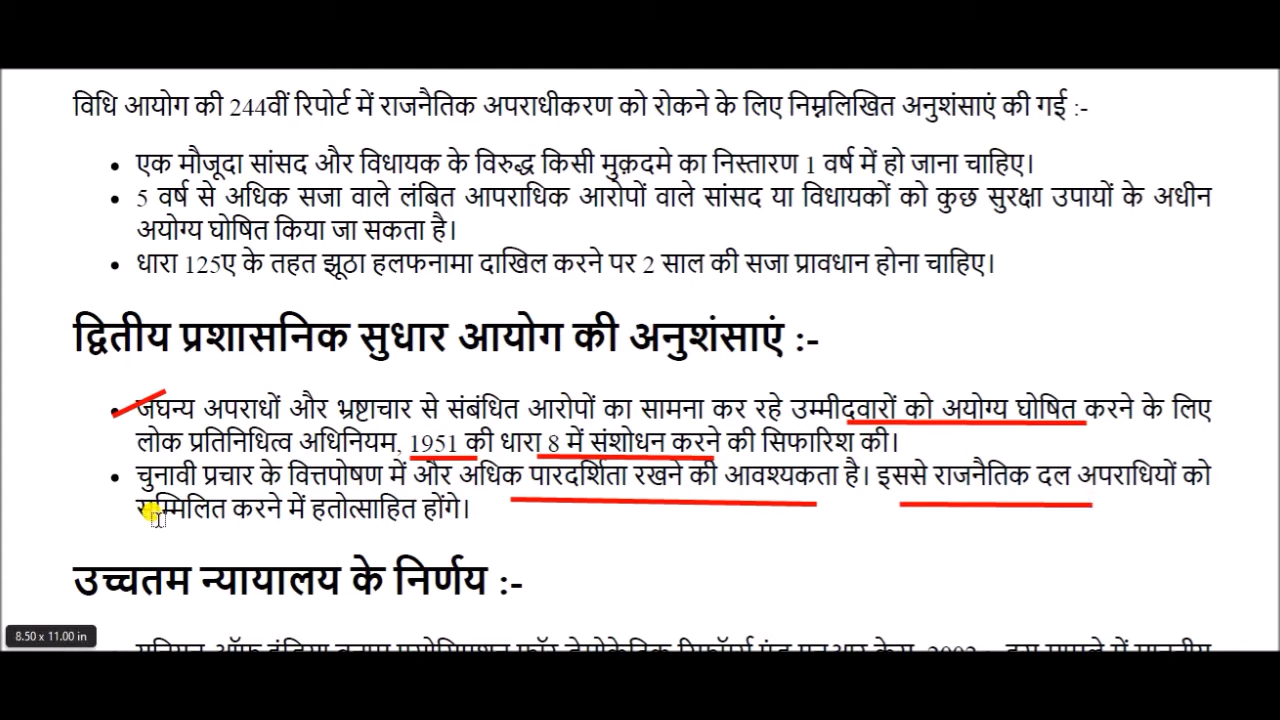 विधि आयोग की 244वीं रिपोर्ट में राजनैतिक अपराधीकरण को रोकने के लिए निम्नलिखित अनुशंसाएं की गई :-
• एक मौजूदा सांसद और विधायक के विरुद्ध किसी मुक़दमे का निस्तारण 1 वर्ष में हो जाना चाहिए।
• 5 वर्ष से अधिक सजा वाले लंबित आपराधिक आरोपों वाले सांसद या विधायकों को कुछ सुरक्षा उपायों के अधीन
अयोग्य घोषित किया जा सकता है।
• धारा 125ए के तहत झूठा हलफनामा दाखिल करने पर 2 साल की सजा प्रावधान होना चाहिए।
द्वितीय प्रशासनिक सुधार आयोग की अनुशंसाएं :-
• जघन्य अपराधों और भ्रष्टाचार से संबंधित आरोपों का सामना कर रहे उम्मीदवारों को अयोग्य घोषित करने के लिए
लोक प्रतिनिधित्व अधिनियम, 1951 की धारा 8 में संशोधन करने की सिफारिश की।
• चुनावी प्रचार के वित्तपोषण में और अधिक पारदर्शिता रखने की आवश्यकता है। इससे राजनैतिक दल अपराधियों को
सम्मिलित करने में हतोत्साहित होंगे।
उच्चतम न्यायालय के निर्णय :-
8.50 x 11.00 in